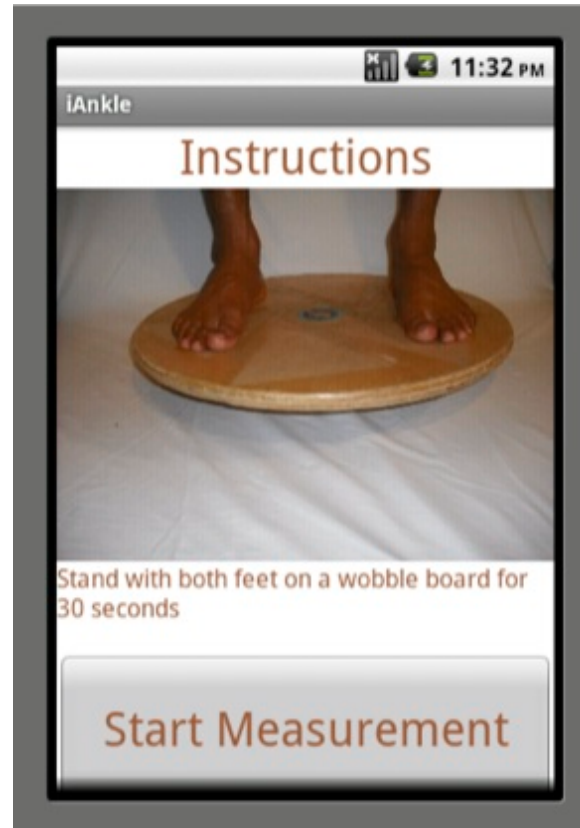 11:32 PM
iAnkle
Instructions
Stand with both feet on a wobble board for
30 seconds
Start Measurement